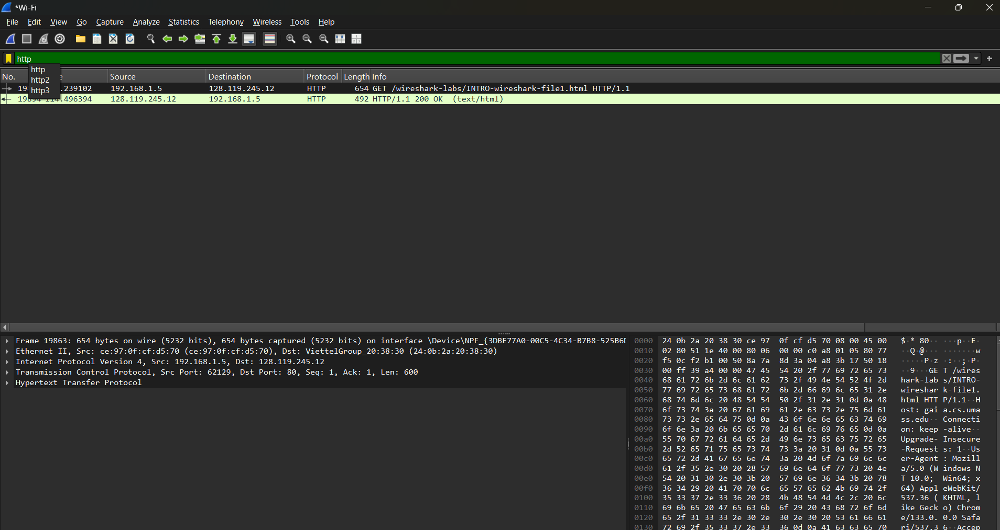 *Wi-Fi
File Edit View Go Capture Analyze Statistics Telephony Wireless Tools Help
http
http
http2
http3
No. Source Destination Protocol Length Info
.239102 192.168.1.5 128.119.245.12 HTTP 654 GET /wireshark-labs/INTRO-wireshark-file1.html HTTP/1.1
19894 114.496394 128.119.245.12 192.168.1.5 HTTP 492 HTTP/1.1 200 OK (text/html)
Frame 19863: 654 bytes on wire (5232 bits), 654 bytes captured (5232 bits) on interface \Device\NPF_{3DBE77A0-00C5-4C34-B7B8-525B6
Ethernet II, Src: ce:97:0f:cf:d5:70 (ce:97:0f:cf:d5:70), Dst: ViettelGroup_20:38:30 (24:0b:2a:20:38:30)
Internet Protocol Version 4, Src: 192.168.1.5, Dst: 128.119.245.12
Transmission Control Protocol, Src Port: 62129, Dst Port: 80, Seq: 1, Ack: 1, Len: 600
Hypertext Transfer Protocol
0000 24 0b 2a 20 38 30 ce 97 0f cf d5 70 08 00 45 00 $·* 80·· ···p··E·
0010 02 80 51 1e 40 00 80 06 00 00 c0 a8 01 05 80 77 ··Q·@··· ·······w
0020 f5 0c f2 b1 00 50 8a 7a 8d 3a 04 a8 3b 17 50 18 ·····P·z ·:··;·P·
0030 00 ff 39 a4 00 00 47 45 54 20 2f 77 69 72 65 73 ··9···GE T /wires
0040 68 61 72 6b 2d 6c 61 62 73 2f 49 4e 54 52 4f 2d hark-lab s/INTRO-
0050 77 69 72 65 73 68 61 72 6b 2d 66 69 6c 65 31 2e wireshar k-file1.
0060 68 74 6d 6c 20 48 54 54 50 2f 31 2e 31 0d 0a 48 html HTT P/1.1··H
0070 6f 73 74 3a 20 67 61 69 61 2e 63 73 2e 75 6d 61 ost: gai a.cs.uma
0080 73 73 2e 65 64 75 0d 0a 43 6f 6e 6e 65 63 74 69 ss.edu·· Connecti
0090 6f 6e 3a 20 6b 65 65 70 2d 61 6c 69 76 65 0d 0a on: keep -alive··
00a0 55 70 67 72 61 64 65 2d 49 6e 73 65 63 75 72 65 Upgrade- Insecure
00b0 2d 52 65 71 75 65 73 74 73 3a 20 31 0d 0a 55 73 -Request s: 1··Us
00c0 65 72 2d 41 67 65 6e 74 3a 20 4d 6f 7a 69 6c 6c er-Agent : Mozill
00d0 61 2f 35 2e 30 20 28 57 69 6e 64 6f 77 73 20 4e a/5.0 (W indows N
00e0 54 20 31 30 2e 30 3b 20 57 69 6e 36 34 3b 20 78 T 10.0; Win64; x
00f0 36 34 29 20 41 70 70 6c 65 57 65 62 4b 69 74 2f 64) Appl eWebKit/
0100 35 33 37 2e 33 36 20 28 4b 48 54 4d 4c 2c 20 6c 537.36 ( KHTML, l
0110 69 6b 65 20 47 65 63 6b 6f 29 20 43 68 72 6f 6d ike Geck o) Chrom
0120 65 2f 31 33 33 2e 30 2e 30 2e 30 20 53 61 66 61 e/133.0. 0.0 Safa
0130 72 69 2f 35 33 37 2e 33 36 0d 0a 41 63 63 65 70 ri/537.3 6··Accep